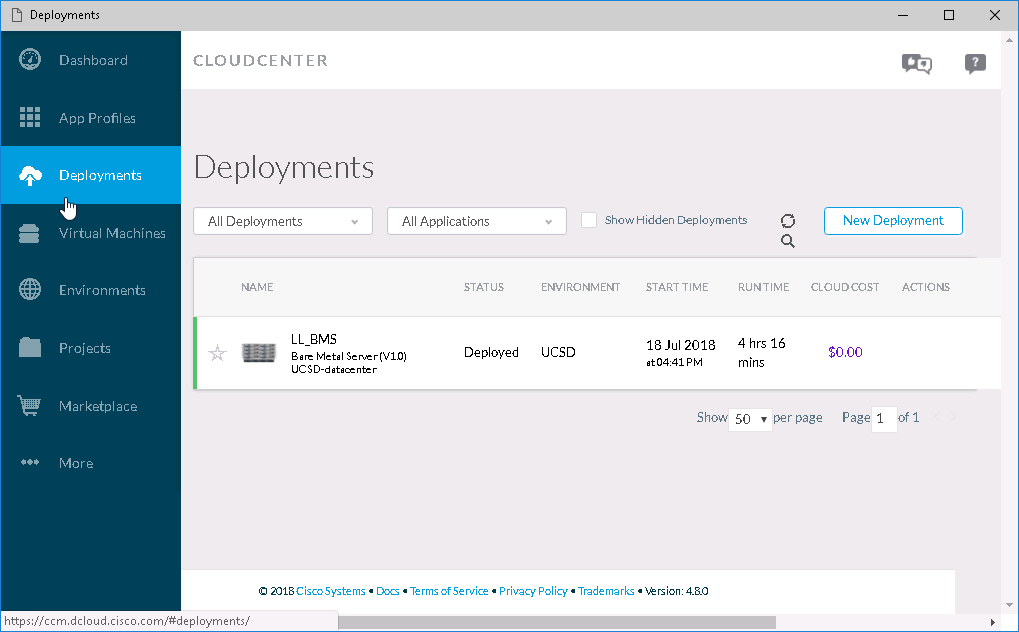 Deployments
Dashboard
CLOUDCENTER
?
App Profiles
Deployments
Deployments
Virtual Machines
Environments
Projects
Marketplace
More
All Deployments
All Applications
Show Hidden Deployments
New Deployment
NAME STATUS ENVIRONMENT START TIME RUN TIME CLOUD COST ACTIONS
LL_BMS
Bare Metal Server (V1.0)
UCSD-datacenter
Deployed
UCSD
18 Jul 2018
at 04:41 PM
4 hrs 16
mins
$0.00
Show 50 per page Page 1 of 1
© 2018 Cisco Systems • Docs • Terms of Service • Privacy Policy • Trademarks • Version: 4.8.0
https://ccm.dcloud.cisco.com/#deployments/